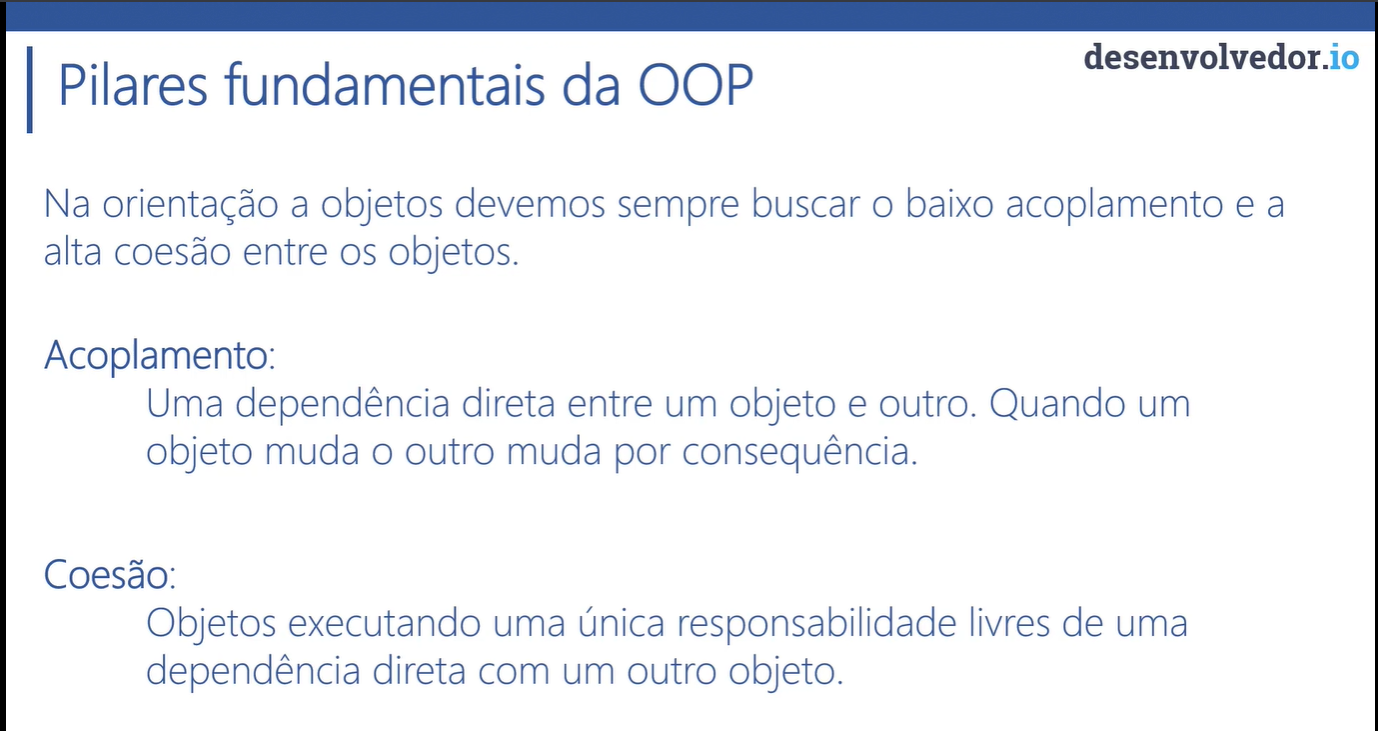 desenvolvedor.io
Pilares fundamentais da OOP
Na orientação a objetos devemos sempre buscar o baixo acoplamento e a
alta coesão entre os objetos.
Acoplamento:
Uma dependência direta entre um objeto e outro. Quando um
objeto muda o outro muda por consequência.
Coesão:
Objetos executando uma única responsabilidade livres de uma
dependência direta com um outro objeto.